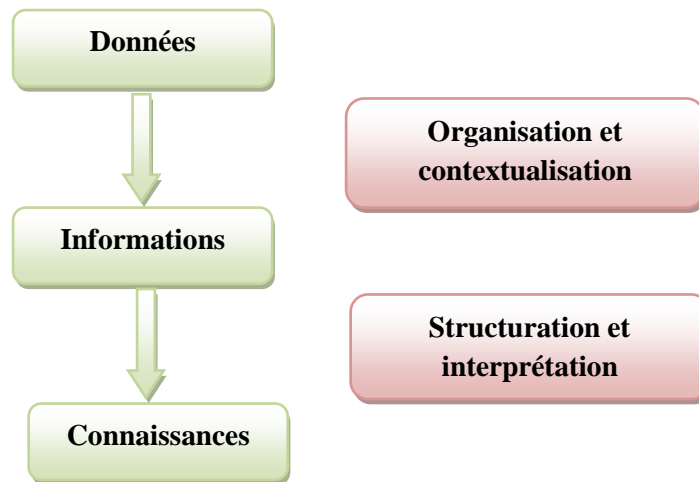 Données
Organisation et
contextualisation
Informations
Structuration et
interprétation
Connaissances